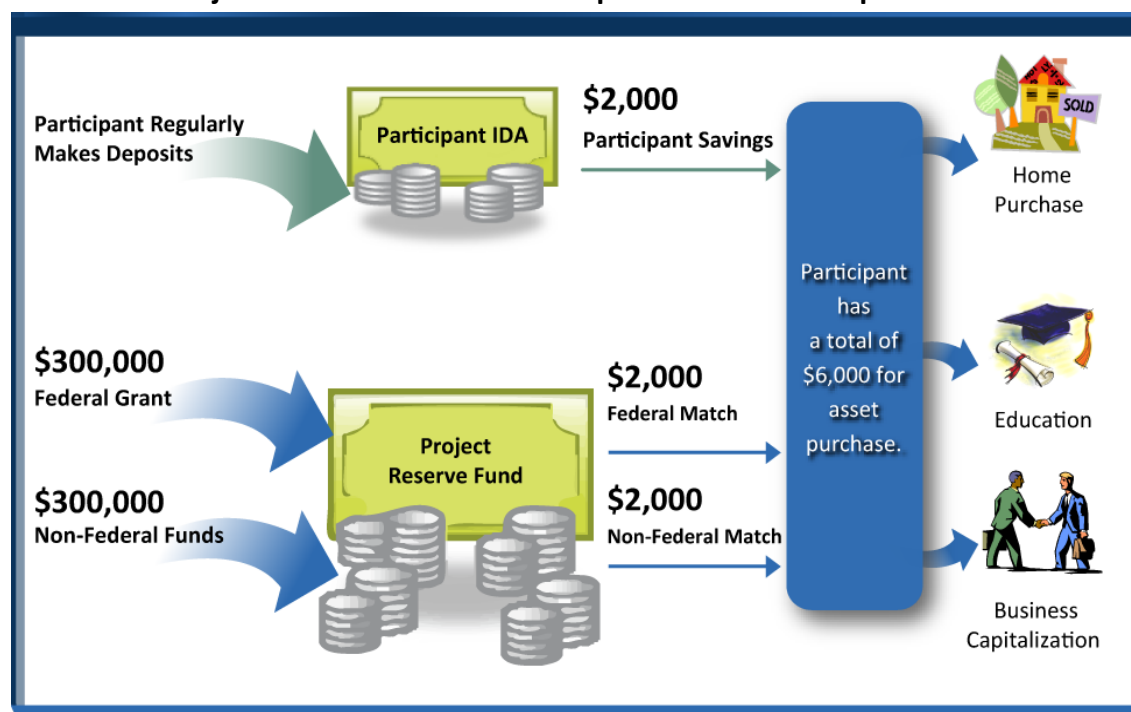 Participant Regularly
Makes Deposits
Participant IDA
$2,000
Participant Savings
SOLD
Home
Purchase
$300,000
Federal Grant
$300,000
Non-Federal Funds
Project
Reserve Fund
$2,000
Federal Match
$2,000
Non-Federal Match
Participant
has
a total of
$6,000 for
asset
purchase.
Education
Business
Capitalization